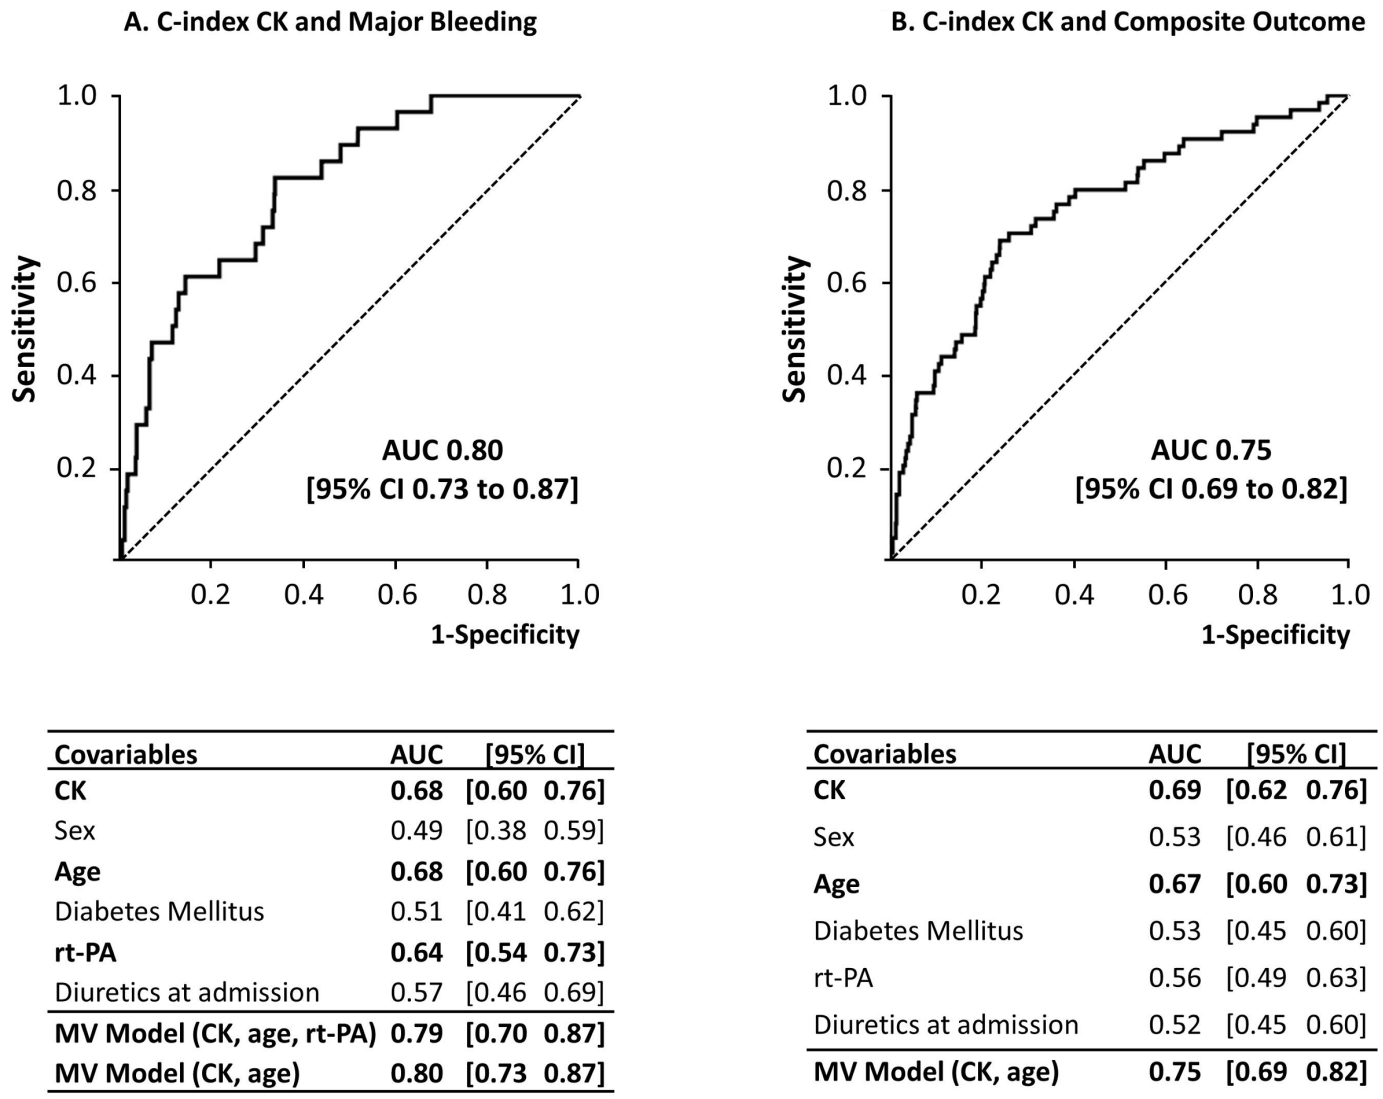 A. C-index CK and Major Bleeding
1.0
0.8
0.6
0.4
0.2
Sensitivity
AUC 0.80
[95% CI 0.73 to 0.87]
0.2 0.4 0.6 0.8 1.0
1-Specificity
B. C-index CK and Composite Outcome
1.0
0.8
0.6
0.4
0.2
Sensitivity
AUC 0.75
[95% CI 0.69 to 0.82]
0.2 0.4 0.6 0.8 1.0
1-Specificity
Covariables AUC [95% CI]
CK 0.68 [0.60 0.76]
Sex 0.49 [0.38 0.59]
Age 0.68 [0.60 0.76]
Diabetes Mellitus 0.51 [0.41 0.62]
rt-PA 0.64 [0.54 0.73]
Diuretics at admission 0.57 [0.46 0.69]
MV Model (CK, age, rt-PA) 0.79 [0.70 0.87]
MV Model (CK, age) 0.80 [0.73 0.87]
Covariables AUC [95% CI]
CK 0.69 [0.62 0.76]
Sex 0.53 [0.46 0.61]
Age 0.67 [0.60 0.73]
Diabetes Mellitus 0.53 [0.45 0.60]
rt-PA 0.56 [0.49 0.63]
Diuretics at admission 0.52 [0.45 0.60]
MV Model (CK, age) 0.75 [0.69 0.82]